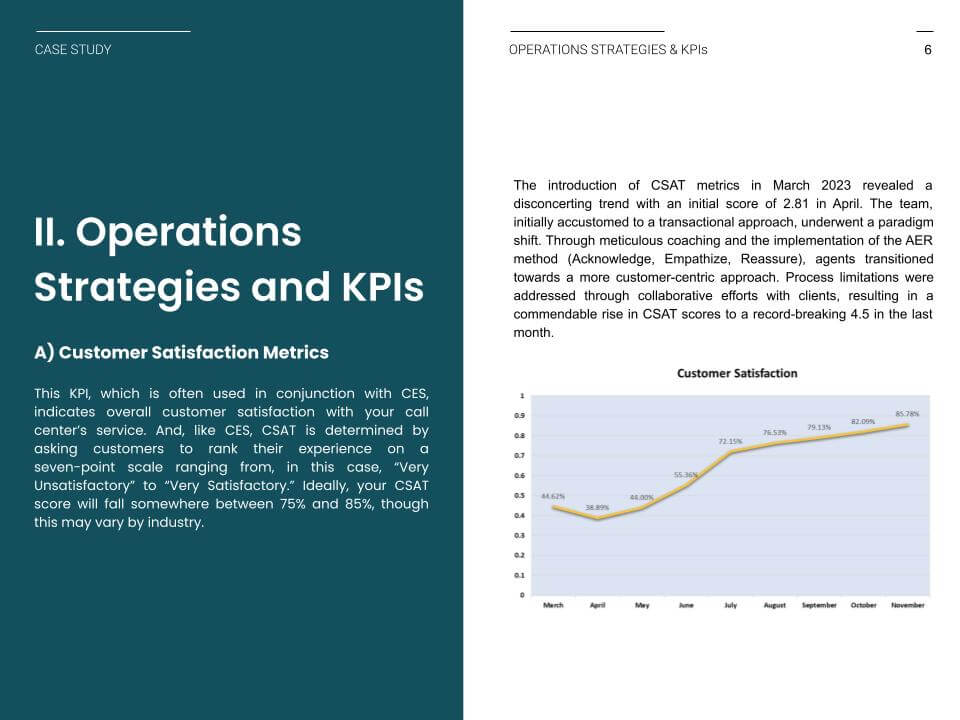 CASE STUDY
II. Operations
Strategies and KPIs
A) Customer Satisfaction Metrics
This KPI, which is often used in conjunction with CES,
indicates overall customer satisfaction with your call
center’s service. And, like CES, CSAT is determined by
asking customers to rank their experience on a
seven-point scale ranging from, in this case, “Very
Unsatisfactory” to “Very Satisfactory.” Ideally, your CSAT
score will fall somewhere between 75% and 85%, though
this may vary by industry.
OPERATIONS STRATEGIES & KPIs
6
The introduction of CSAT metrics in March 2023 revealed a
disconcerting trend with an initial score of 2.81 in April. The team,
initially accustomed to a transactional approach, underwent a paradigm
shift. Through meticulous coaching and the implementation of the AER
method (Acknowledge, Empathize, Reassure), agents transitioned
towards a more customer-centric approach. Process limitations were
addressed through collaborative efforts with clients, resulting in a
commendable rise in CSAT scores to a record-breaking 4.5 in the last
month.
Customer Satisfaction
1
0.9
0.8
0.7
0.6
0.5
0.4
0.3
0.2
0.1
0
44.62%
38.89%
44.00%
55.36%
72.15%
76.53%
79.13%
82.09%
85.78%
March April May June July August September October November